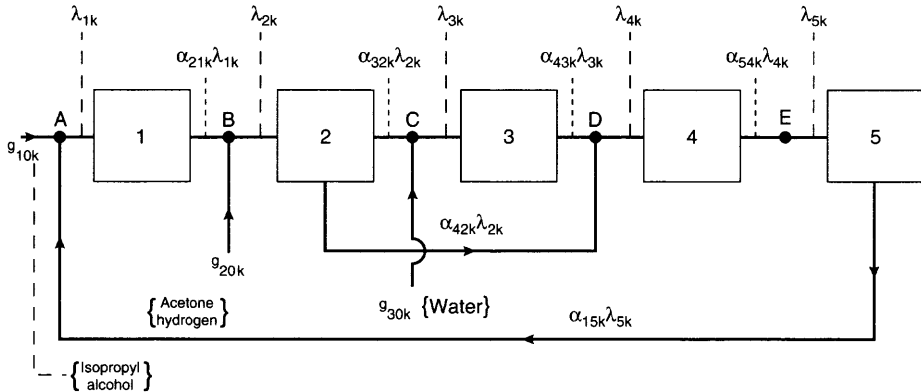 λ1k λ2k λ3k λ4k λ5k
α21kλ1k α32kλ2k α43kλ3k α54kλ4k
A B C D E
1 2 3 4 5
g10k
α42kλ2k
g20k
{Acetone
hydrogen}
g30k {Water}
α15kλ5k
{Isopropyl
alcohol}